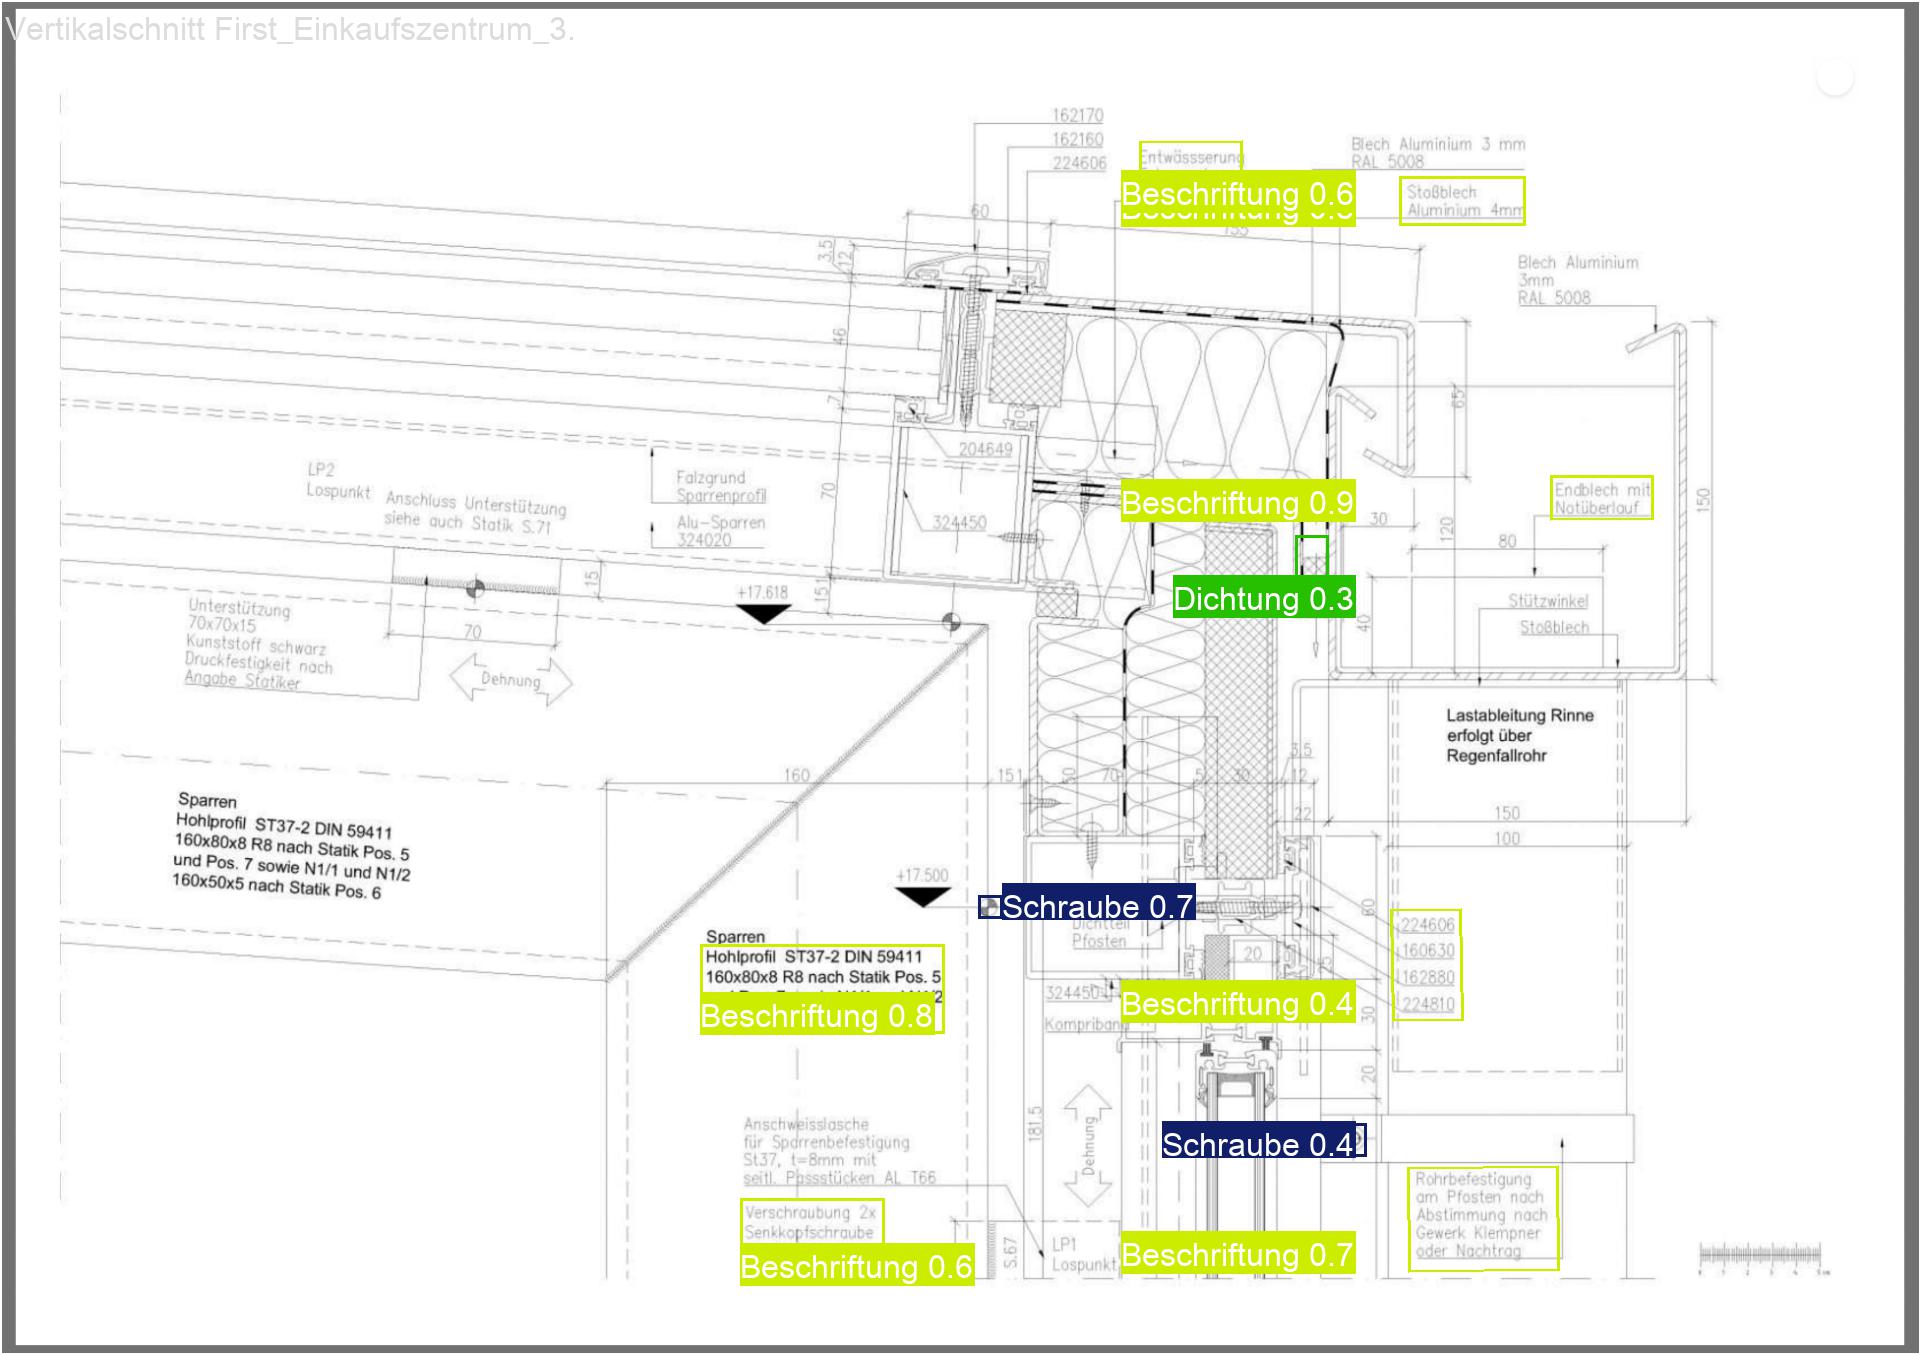 Vertikalschnitt First_Einkaufszentrum_3.
162170
162160
224606
Entwässserung
Beschriftung 0.6
Blech Aluminium 3 mm
RAL 5008
Stoßblech
Aluminium 4mm
60
155
3.5
12
Blech Aluminium
3mm
RAL 5008
46
7
65
204649
LP2
Lospunkt
Anschluss Unterstützung
siehe auch Statik S.71
Falzgrund
Sparrenprofil
Alu-Sparren
324020
70
324450
Beschriftung 0.9
Endblech mit
Notüberlauf
150
30
120
80
15
+17.618
15
1
Dichtung 0.3
Stützwinkel
Stoßblech
40
Unterstützung
70x70x15
Kunststoff schwarz
Druckfestigkeit nach
Angabe Statiker
70
Dehnung
Lastableitung Rinne
erfolgt über
Regenfallrohr
3.5
160
15
1
50
70
5
30
12
22
150
100
Sparren
Hohlprofil ST37-2 DIN 59411
160x80x8 R8 nach Statik Pos. 5
und Pos. 7 sowie N1/1 und N1/2
160x50x5 nach Statik Pos. 6
+17.500
Schraube 0.7
Dichtteil
Pfosten
60
224606
160630
162880
224810
Sparren
Hohlprofil ST37-2 DIN 59411
160x80x8 R8 nach Statik Pos. 5
Beschriftung 0.8
20
25
324450
Beschriftung 0.4
Kompriband
30
20
181.5
Dehnung
Anschweisslasche
für Sparrenbefestigung
St37, t=8mm mit
seitl. Passstücken AL T66
Schraube 0.4
Verschraubung 2x
Senkkopfschraube
Beschriftung 0.6
S.67
LP1
Lospunkt
Beschriftung 0.7
Rohrbefestigung
am Pfosten nach
Abstimmung nach
Gewerk Klempner
oder Nachtrag